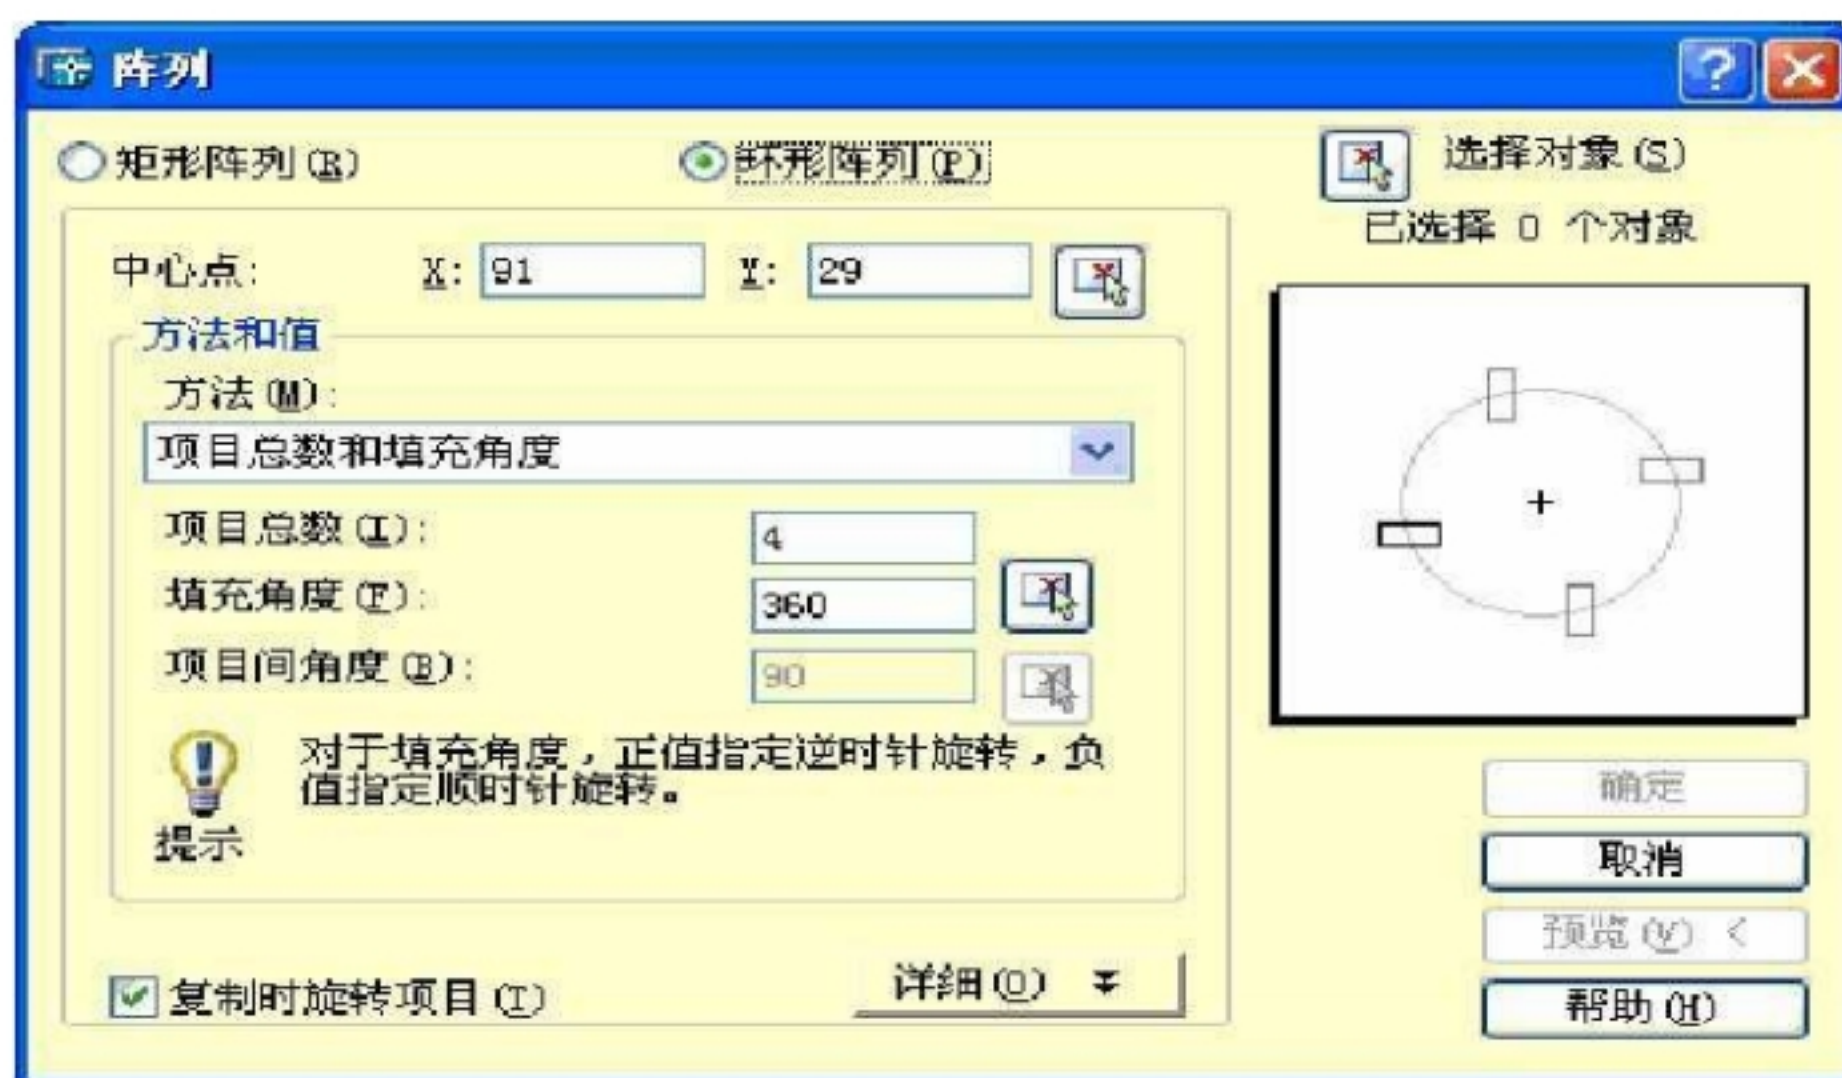 阵列
矩形阵列(R) 环形阵列(P) 选择对象(S)
已选择 0 个对象
中心点: X: 91 Y: 29
方法和值
方法(M):
项目总数和填充角度
项目总数(I): 4
填充角度(F): 360
项目间角度(B): 90
对于填充角度，正值指定逆时针旋转，负
值指定顺时针旋转。
提示
确定
取消
预览(V) <
复制时旋转项目(T) 详细(O)
帮助(H)